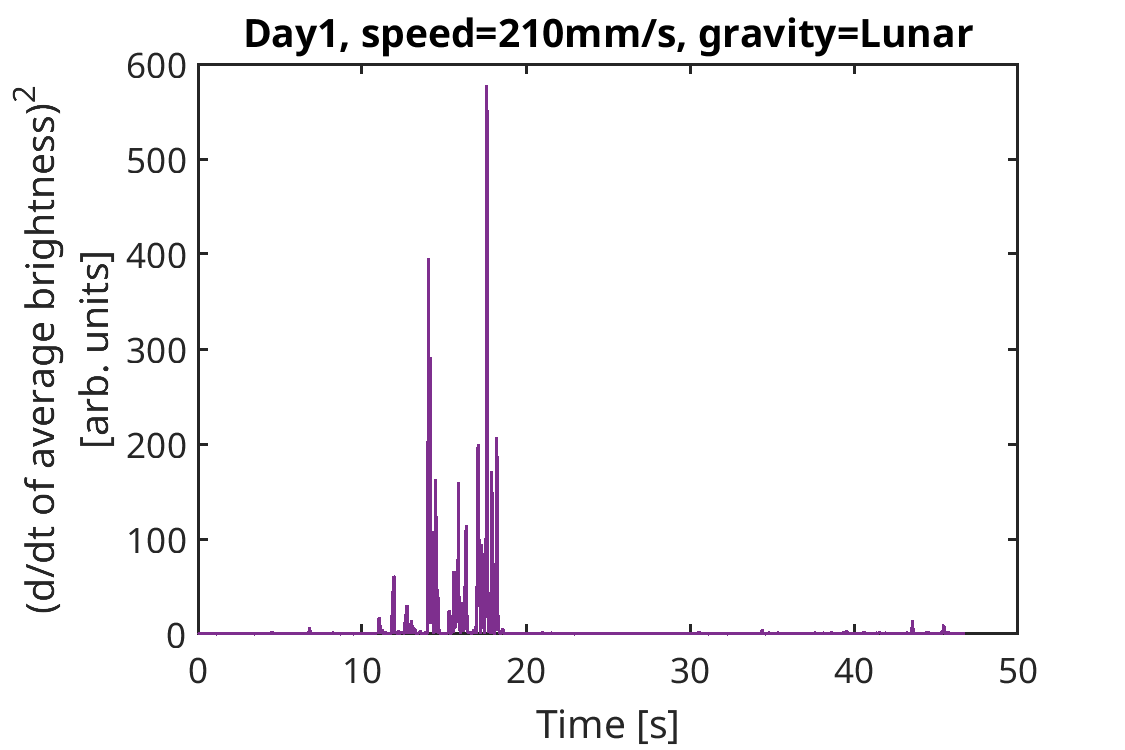 Day1, speed=210mm/s, gravity=Lunar
(d/dt of average brightness)²
[arb. units]
600
500
400
300
200
100
0
0 10 20 30 40 50
Time [s]